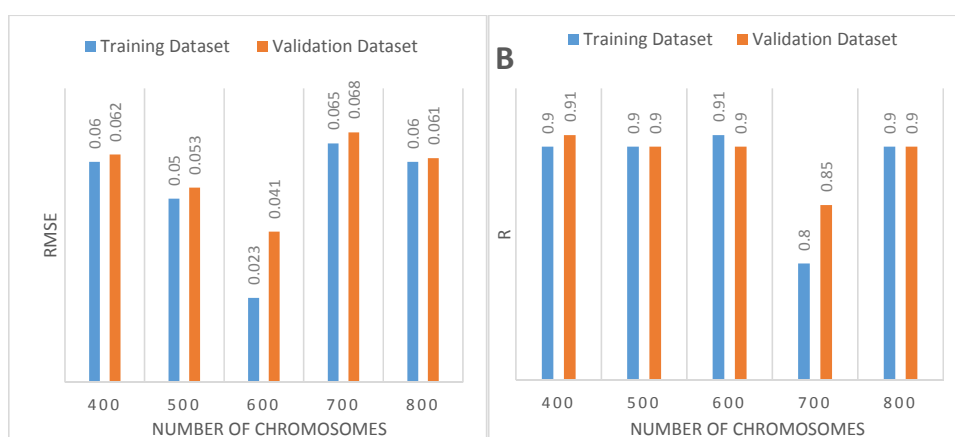 Training Dataset Validation Dataset
0.06 0.062 0.05 0.053 0.023 0.041 0.065 0.068 0.06 0.061
RMSE
400 500 600 700 800
NUMBER OF CHROMOSOMES
B
Training Dataset Validation Dataset
0.9 0.91 0.9 0.9 0.91 0.9 0.8 0.85 0.9 0.9
R
400 500 600 700 800
NUMBER OF CHROMOSOMES